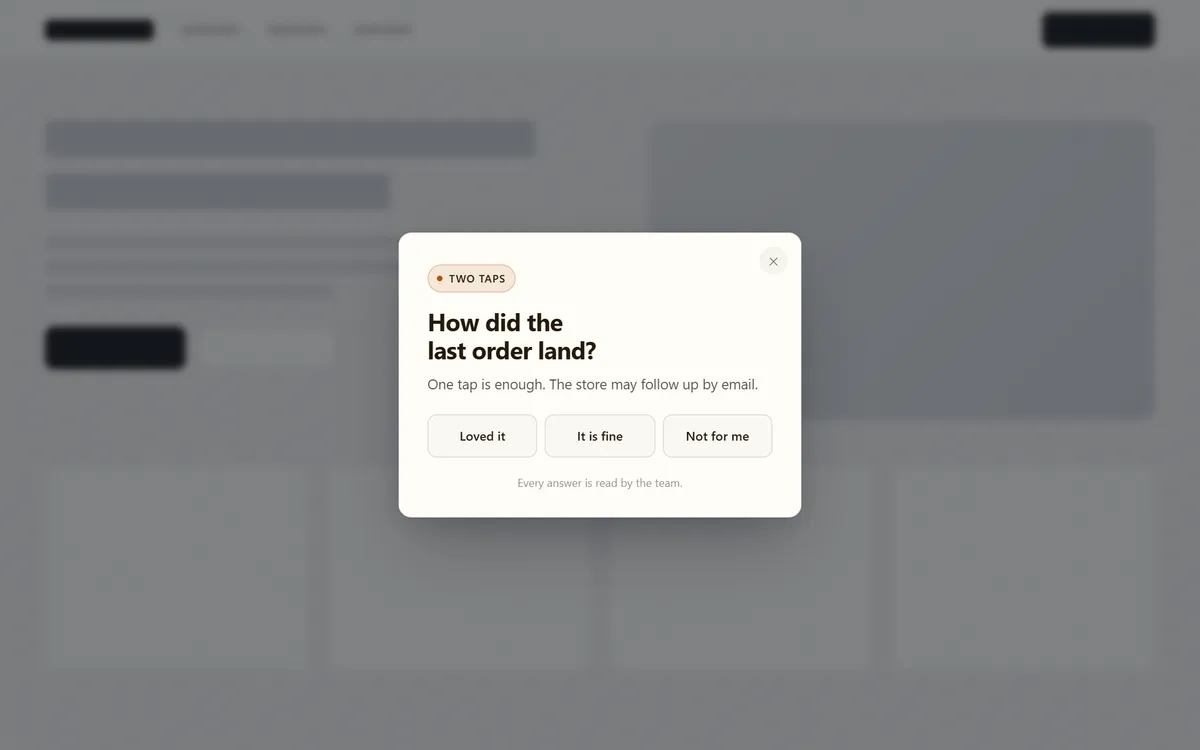 TWO TAPS
How did the
last order land?
One tap is enough. The store may follow up by email.
Loved it
It is fine
Not for me
Every answer is read by the team.